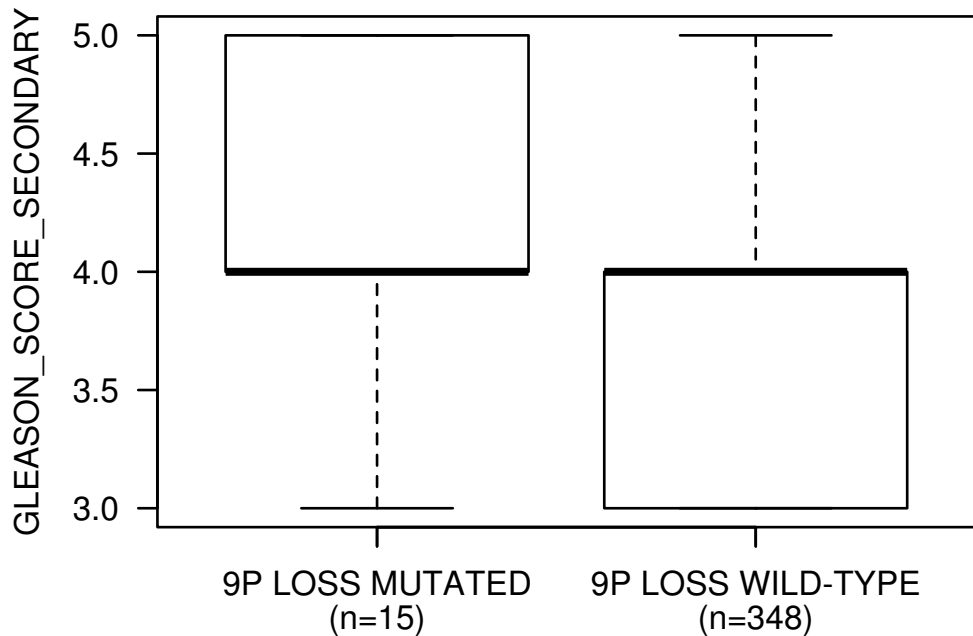 GLEASON_SCORE_SECONDARY
5.0
4.5
4.0
3.5
3.0
9P LOSS MUTATED
(n=15)
9P LOSS WILD-TYPE
(n=348)